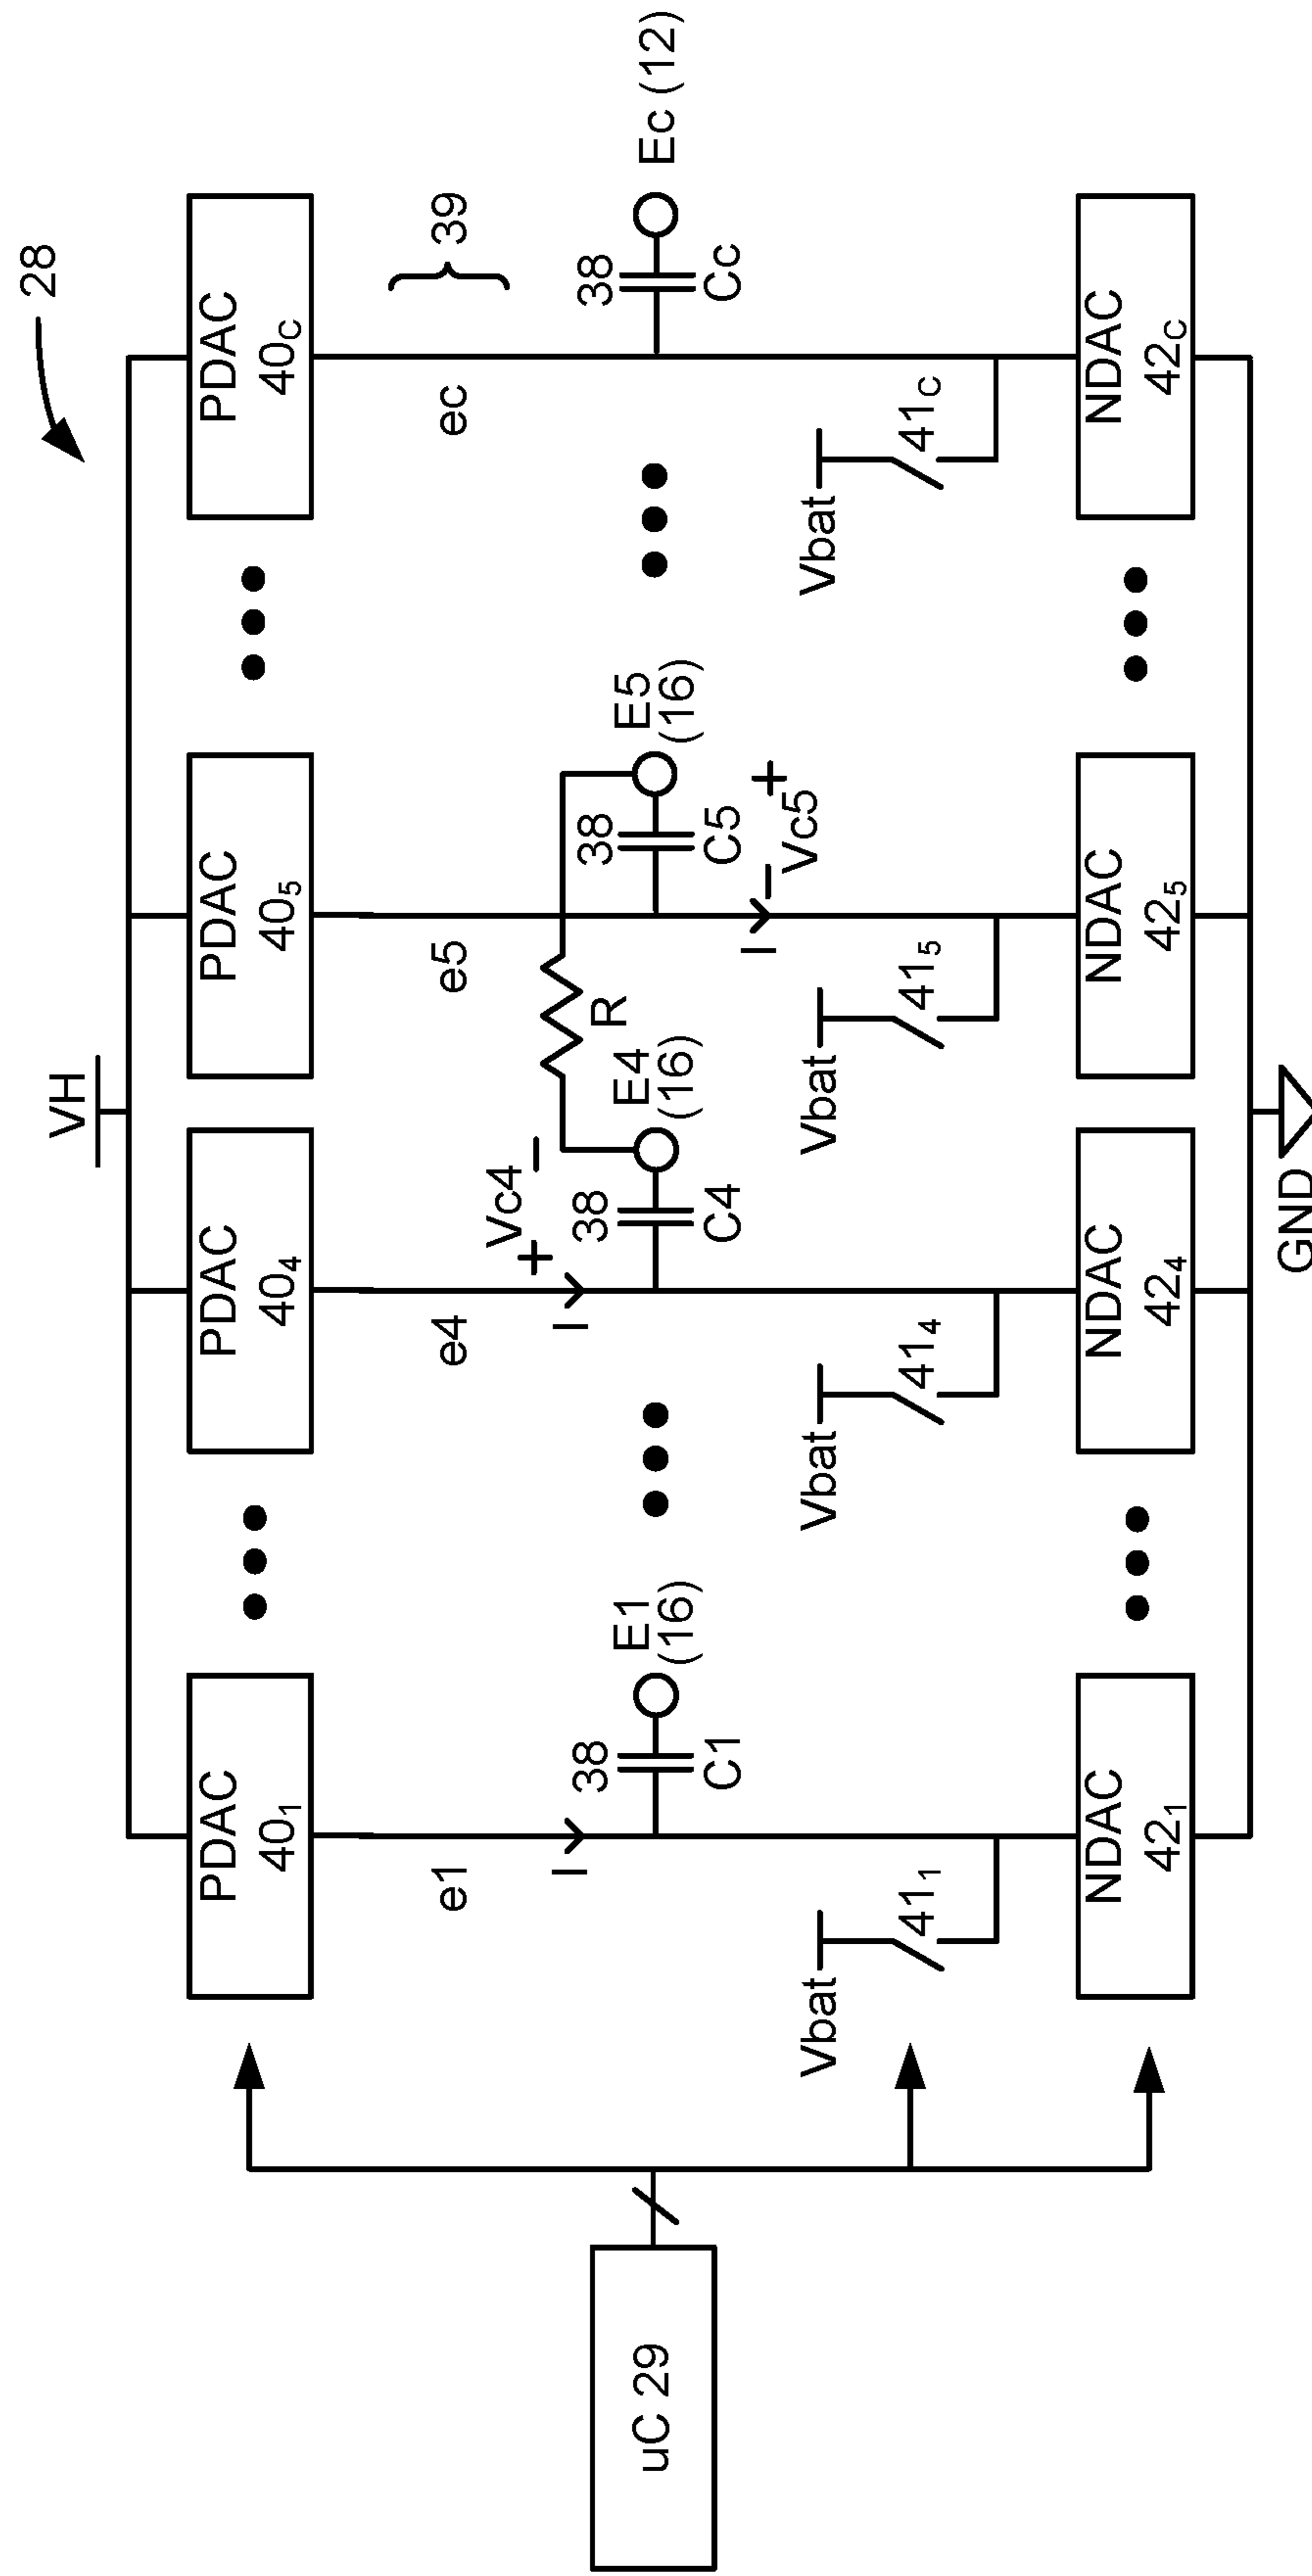 28
VH
PDAC
40₁
PDAC
40₄
PDAC
40₅
PDAC
40C
e1
e4
e5
ec
39
I
I
+ Vc4 −
R
38
C1
E1
(16)
38
C4
E4
(16)
38
C5
E5
(16)
38
Cc
Ec (12)
uC 29
I
− Vc5 +
Vbat
41₁
Vbat
41₄
Vbat
41₅
Vbat
41C
NDAC
42₁
NDAC
42₄
NDAC
42₅
NDAC
42C
GND